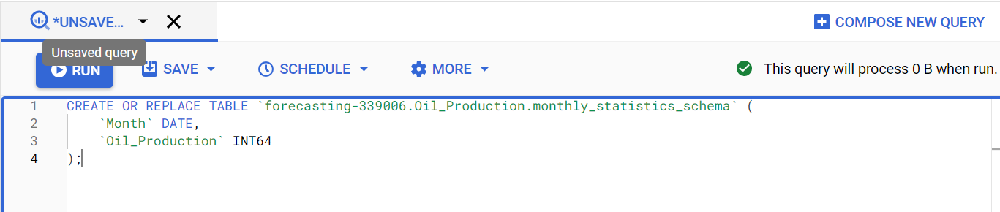 *UNSAVE...
COMPOSE NEW QUERY
Unsaved query
RUN
SAVE
SCHEDULE
MORE
This query will process 0 B when run.
1 CREATE OR REPLACE TABLE `forecasting-339006.Oil_Production.monthly_statistics_schema` (
2 `Month` DATE,
3 `Oil_Production` INT64
4 );